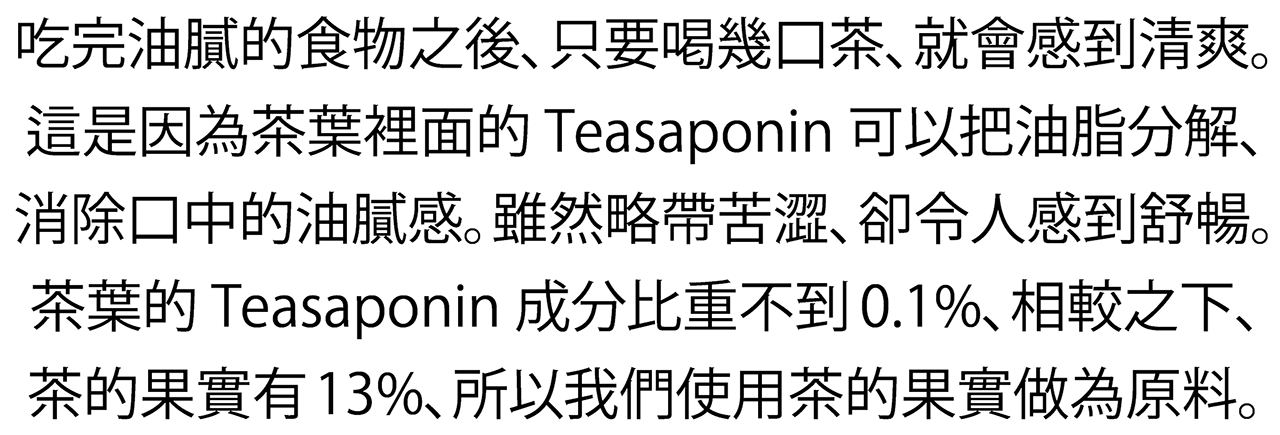 吃完油膩的食物之後、只要喝幾口茶、就會感到清爽。
這是因為茶葉裡面的 Teasaponin 可以把油脂分解、
消除口中的油膩感。雖然略帶苦澀、卻令人感到舒暢。
茶葉的 Teasaponin 成分比重不到 0.1%、相較之下、
茶的果實有 13%、所以我們使用茶的果實做為原料。